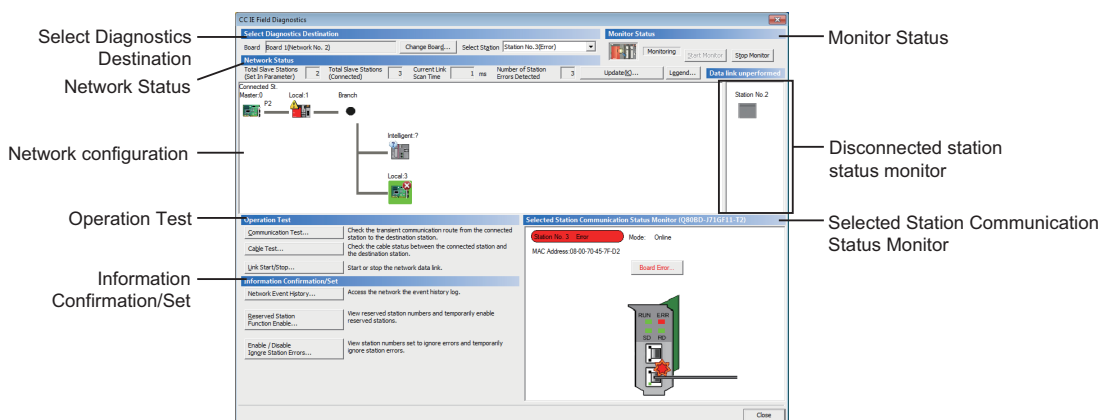 Select Diagnostics
Destination
Network Status
Network configuration
Operation Test
Information
Confirmation/Set
CC IE Field Diagnostics
Select Diagnostics Destination
Board Board 1(Network No. 2) Change Board... Select Station Station No.3(Error)
Monitor Status
Monitoring Start Monitor Stop Monitor
Network Status
Total Slave Stations
(Set In Parameter) 2
Total Slave Stations
(Connected) 3
Current Link
Scan Time 1 ms
Number of Station
Errors Detected 3
Update(K)... Legend... Data link unperformed
Connected St.
Master:0 Local:1 Branch
P2
Intelligent:?
Local:3
Station No.2
Operation Test
Communication Test... Check the transient communication route from the connected
station to the destination station.
Cable Test... Check the cable status between the connected station and
the destination station.
Link Start/Stop... Start or stop the network data link.
Information Confirmation/Set
Network Event History... Access the network the event history log.
Reserved Station
Function Enable...
View reserved station numbers and temporarily enable
reserved stations.
Enable / Disable
Ignore Station Errors...
View station numbers set to ignore errors and temporarily
ignore station errors.
Selected Station Communication Status Monitor (Q80BD-J71GF11-T2)
Station No. 3 Error Mode: Online
MAC Address:08-00-70-45-7F-D2
Board Error...
RUN ERR
SD RD
Close
Monitor Status
Disconnected station
status monitor
Selected Station Communication
Status Monitor